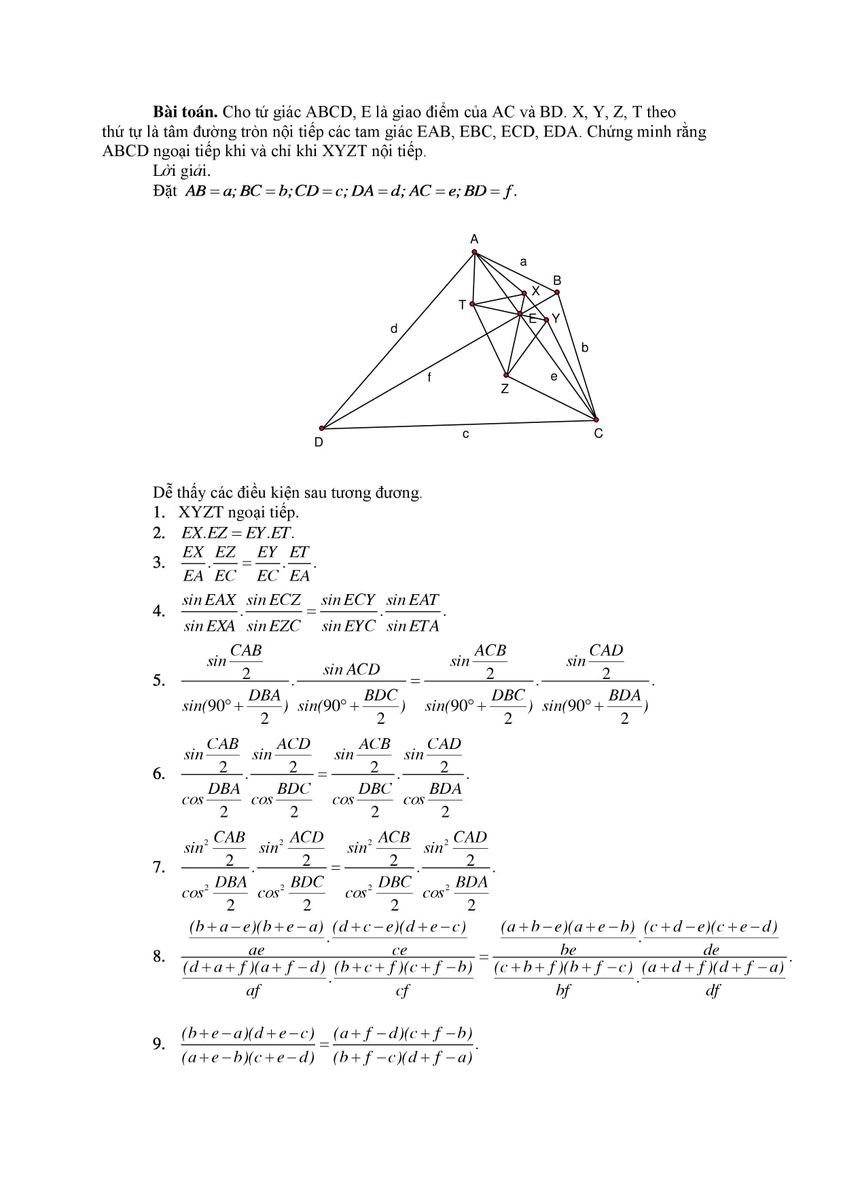 Bài toán. Cho tứ giác ABCD, E là giao điểm của AC và BD. X, Y, Z, T theo
thứ tự là tâm đường tròn nội tiếp các tam giác EAB, EBC, ECD, EDA. Chứng minh rằng
ABCD ngoại tiếp khi và chỉ khi XYZT nội tiếp.
Lời giải.
Đặt AB = a; BC = b; CD = c; DA = d; AC = e; BD = f.
A
a
B
X
T
E Y
d
b
f
e
Z
D
c
C
Dễ thấy các điều kiện sau tương đương.
1. XYZT ngoại tiếp.
2. EX.EZ = EY.ET.
3. \frac{EX}{EA}.\frac{EZ}{EC} = \frac{EY}{EC}.\frac{ET}{EA}.
4. \frac{sin EAX}{sin EXA}.\frac{sin ECZ}{sin EZC} = \frac{sin ECY}{sin EYC}.\frac{sin EAT}{sin ETA}.
5. \frac{sin\frac{CAB}{2}}{sin(90° + \frac{DBA}{2})}.\frac{sin ACD}{sin(90° + \frac{BDC}{2})} = \frac{sin\frac{ACB}{2}}{sin(90° + \frac{DBC}{2})}.\frac{sin\frac{CAD}{2}}{sin(90° + \frac{BDA}{2})}.
6. \frac{sin\frac{CAB}{2}}{cos\frac{DBA}{2}}.\frac{sin\frac{ACD}{2}}{cos\frac{BDC}{2}} = \frac{sin\frac{ACB}{2}}{cos\frac{DBC}{2}}.\frac{sin\frac{CAD}{2}}{cos\frac{BDA}{2}}.
7. \frac{sin^2\frac{CAB}{2}}{cos^2\frac{DBA}{2}}.\frac{sin^2\frac{ACD}{2}}{cos^2\frac{BDC}{2}} = \frac{sin^2\frac{ACB}{2}}{cos^2\frac{DBC}{2}}.\frac{sin^2\frac{CAD}{2}}{cos^2\frac{BDA}{2}}.
8. \frac{\frac{(b+a-e)(b+e-a)}{ae}.\frac{(d+c-e)(d+e-c)}{ce}}{\frac{(d+a+f)(a+f-d)}{af}.\frac{(b+c+f)(c+f-b)}{cf}} = \frac{\frac{(a+b-e)(a+e-b)}{be}.\frac{(c+d-e)(c+e-d)}{de}}{\frac{(c+b+f)(b+f-c)}{bf}.\frac{(a+d+f)(d+f-a)}{df}}.
9. \frac{(b+e-a)(d+e-c)}{(a+e-b)(c+e-d)} = \frac{(a+f-d)(c+f-b)}{(b+f-c)(d+f-a)}.